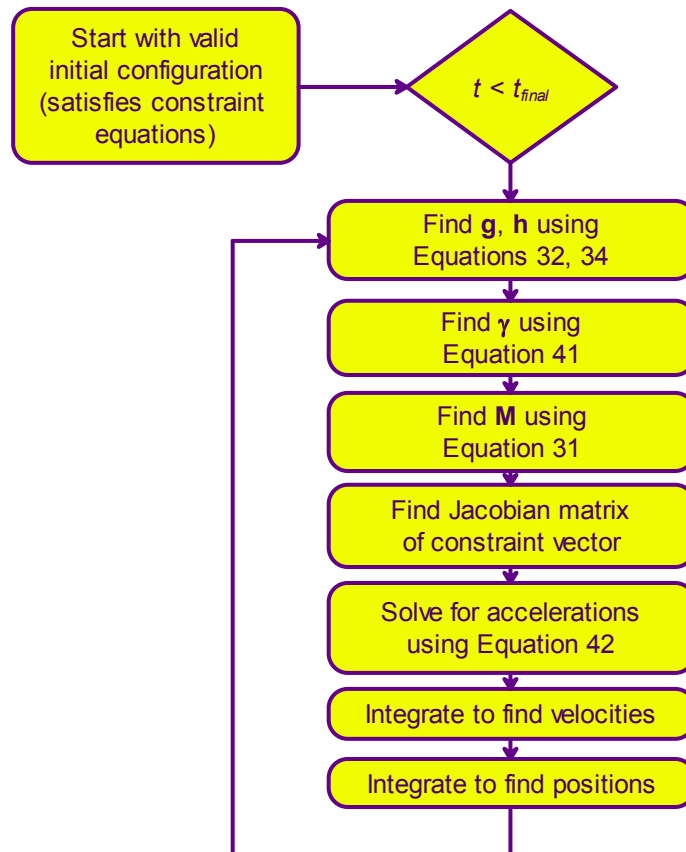 Start with valid
initial configuration
(satisfies constraint
equations)
t < t_final
Find g, h using
Equations 32, 34
Find γ using
Equation 41
Find M using
Equation 31
Find Jacobian matrix
of constraint vector
Solve for accelerations
using Equation 42
Integrate to find velocities
Integrate to find positions